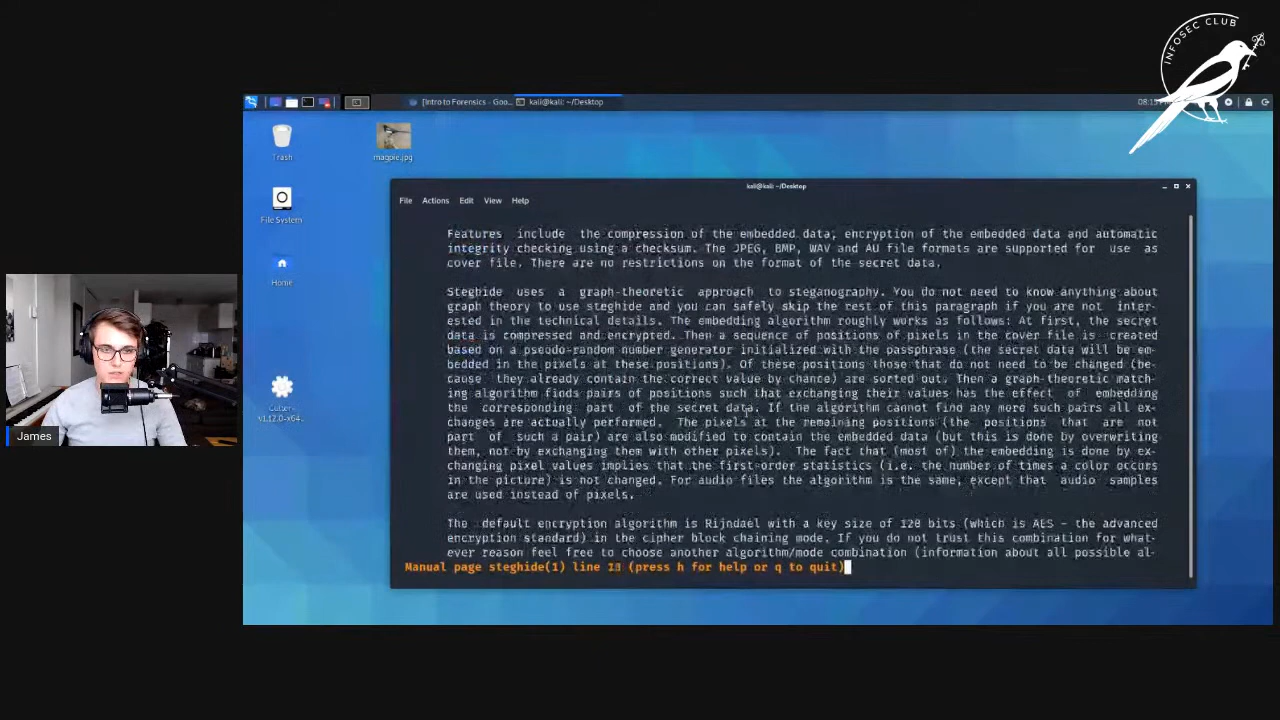 INFOSEC CLUB
[Intro to Forensics - Goo...
kali@kali: ~/Desktop
Trash
magpie.jpg
kali@kali: ~/Desktop
File Actions Edit View Help
File System
Home
Cutter-
v1.12.0-x64...
James
Features include the compression of the embedded data, encryption of the embedded data and automatic
integrity checking using a checksum. The JPEG, BMP, WAV and AU file formats are supported for use as
cover file. There are no restrictions on the format of the secret data.
Steghide uses a graph-theoretic approach to steganography. You do not need to know anything about
graph theory to use steghide and you can safely skip the rest of this paragraph if you are not inter-
ested in the technical details. The embedding algorithm roughly works as follows: At first, the secret
data is compressed and encrypted. Then a sequence of positions of pixels in the cover file is created
based on a pseudo-random number generator initialized with the passphrase (the secret data will be em-
bedded in the pixels at these positions). Of these positions those that do not need to be changed (be-
cause they already contain the correct value by chance) are sorted out. Then a graph-theoretic match-
ing algorithm finds pairs of positions such that exchanging their values has the effect of embedding
the corresponding part of the secret data. If the algorithm cannot find any more such pairs all ex-
changes are actually performed. The pixels at the remaining positions (the positions that are not
part of such a pair) are also modified to contain the embedded data (but this is done by overwriting
them, not by exchanging them with other pixels). The fact that (most of) the embedding is done by ex-
changing pixel values implies that the first-order statistics (i.e. the number of times a color occurs
in the picture) is not changed. For audio files the algorithm is the same, except that audio samples
are used instead of pixels.
The default encryption algorithm is Rijndael with a key size of 128 bits (which is AES - the advanced
encryption standard) in the cipher block chaining mode. If you do not trust this combination for what-
ever reason feel free to choose another algorithm/mode combination (information about all possible al-
Manual page steghide(1) line (press h for help or q to quit)